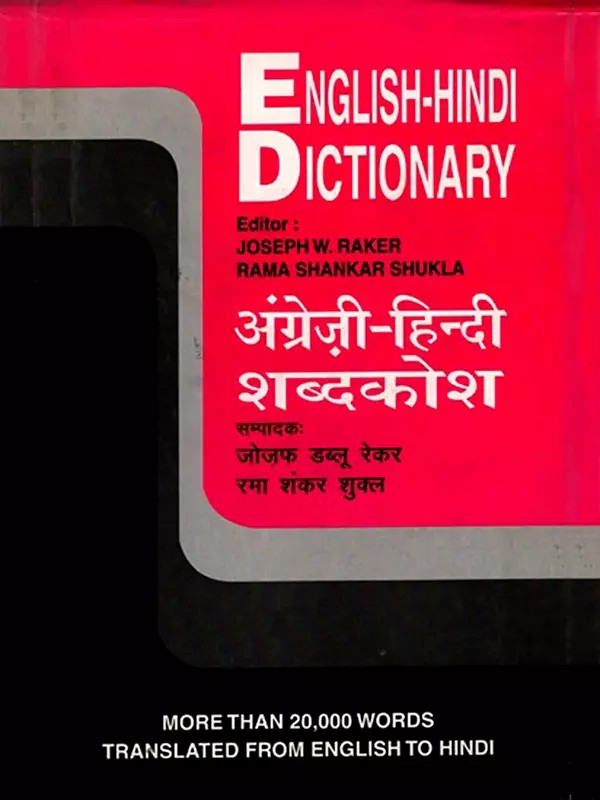 ENGLISH-HINDI
DICTIONARY
Editor :
JOSEPH W. RAKER
RAMA SHANKAR SHUKLA
अंग्रेज़ी-हिन्दी
शब्दकोश
सम्पादकः
जोज़फ डब्लू रेकर
रमा शंकर शुक्ल
MORE THAN 20,000 WORDS
TRANSLATED FROM ENGLISH TO HINDI